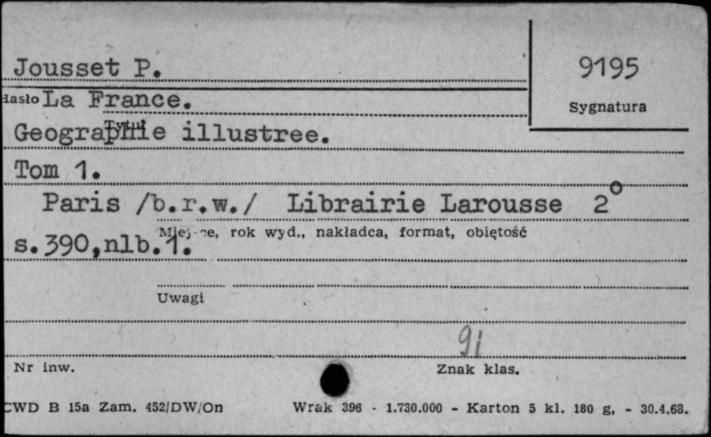 Jousset P.
9195
Hasło La France.
Sygnatura
Geographie illustree.
Tytuł
Tom 1.
Paris /b.r.w./ Librairie Larousse 2°
Miejsce, rok wyd., nakładca, format, objętość
s.390,nlb.1.
Uwagi
91
Nr inw.
Znak klas.
CWD B 15a Zam. 452/DW/On Wrak 396 - 1.730.000 - Karton 5 kl. 180 g, - 30.4.68.